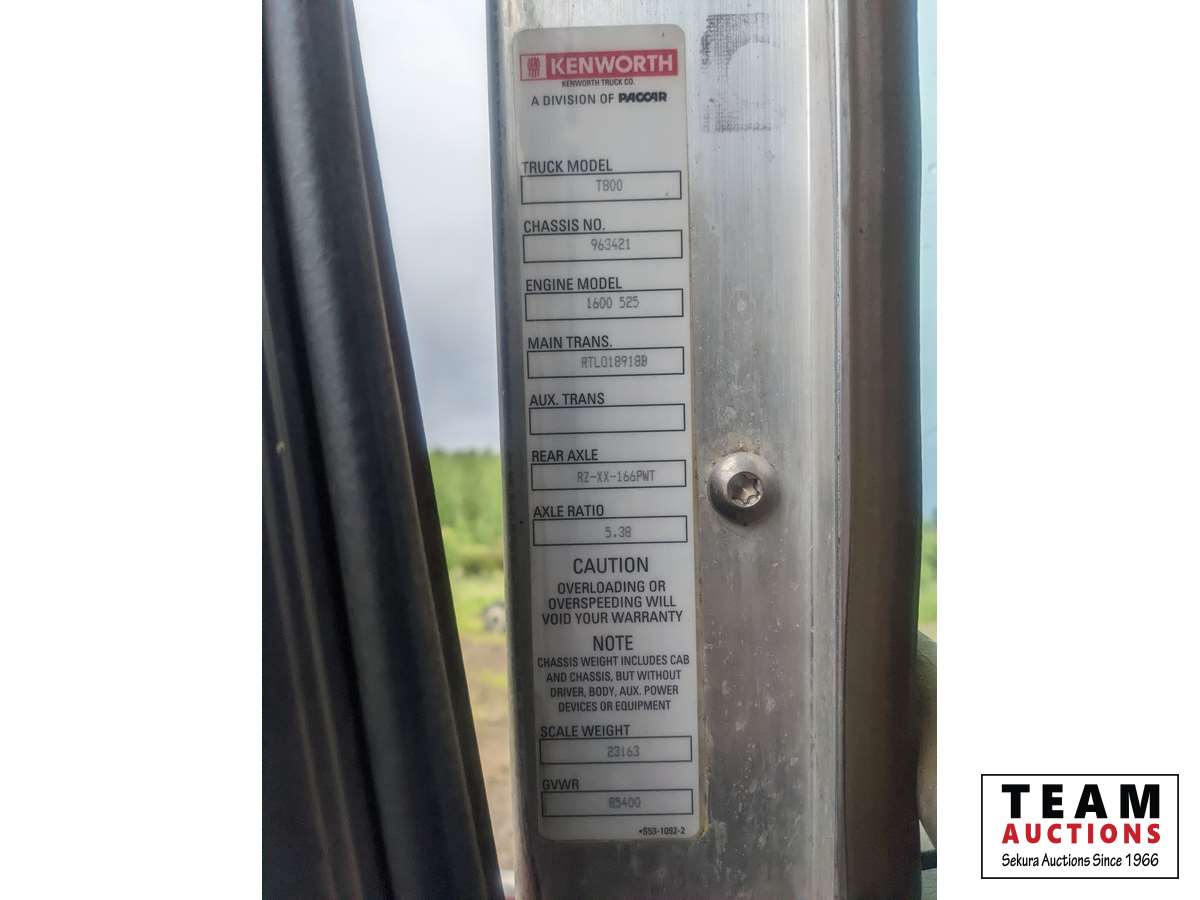 KENWORTH
KENWORTH TRUCK CO.
A DIVISION OF PACCAR
TRUCK MODEL
T800
CHASSIS NO.
963421
ENGINE MODEL
1600 525
MAIN TRANS.
RTLO18918B
AUX. TRANS
REAR AXLE
RZ-XX-166PWT
AXLE RATIO
5.38
CAUTION
OVERLOADING OR
OVERSPEEDING WILL
VOID YOUR WARRANTY
NOTE
CHASSIS WEIGHT INCLUDES CAB
AND CHASSIS, BUT WITHOUT
DRIVER, BODY, AUX. POWER
DEVICES OR EQUIPMENT
SCALE WEIGHT
23163
GVWR
85400
*S53-1092-2
TEAM
AUCTIONS
Sekura Auctions Since 1966